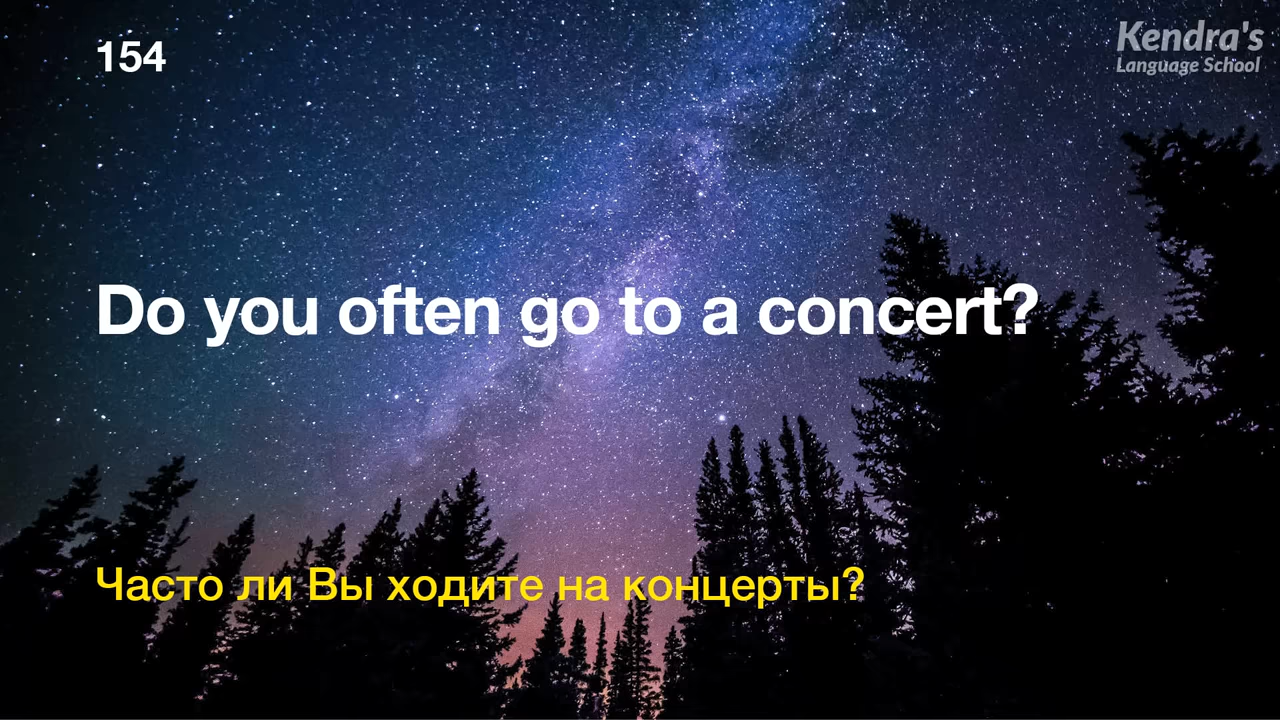 154
Kendra's
Language School
Do you often go to a concert?
Часто ли Вы ходите на концерты?